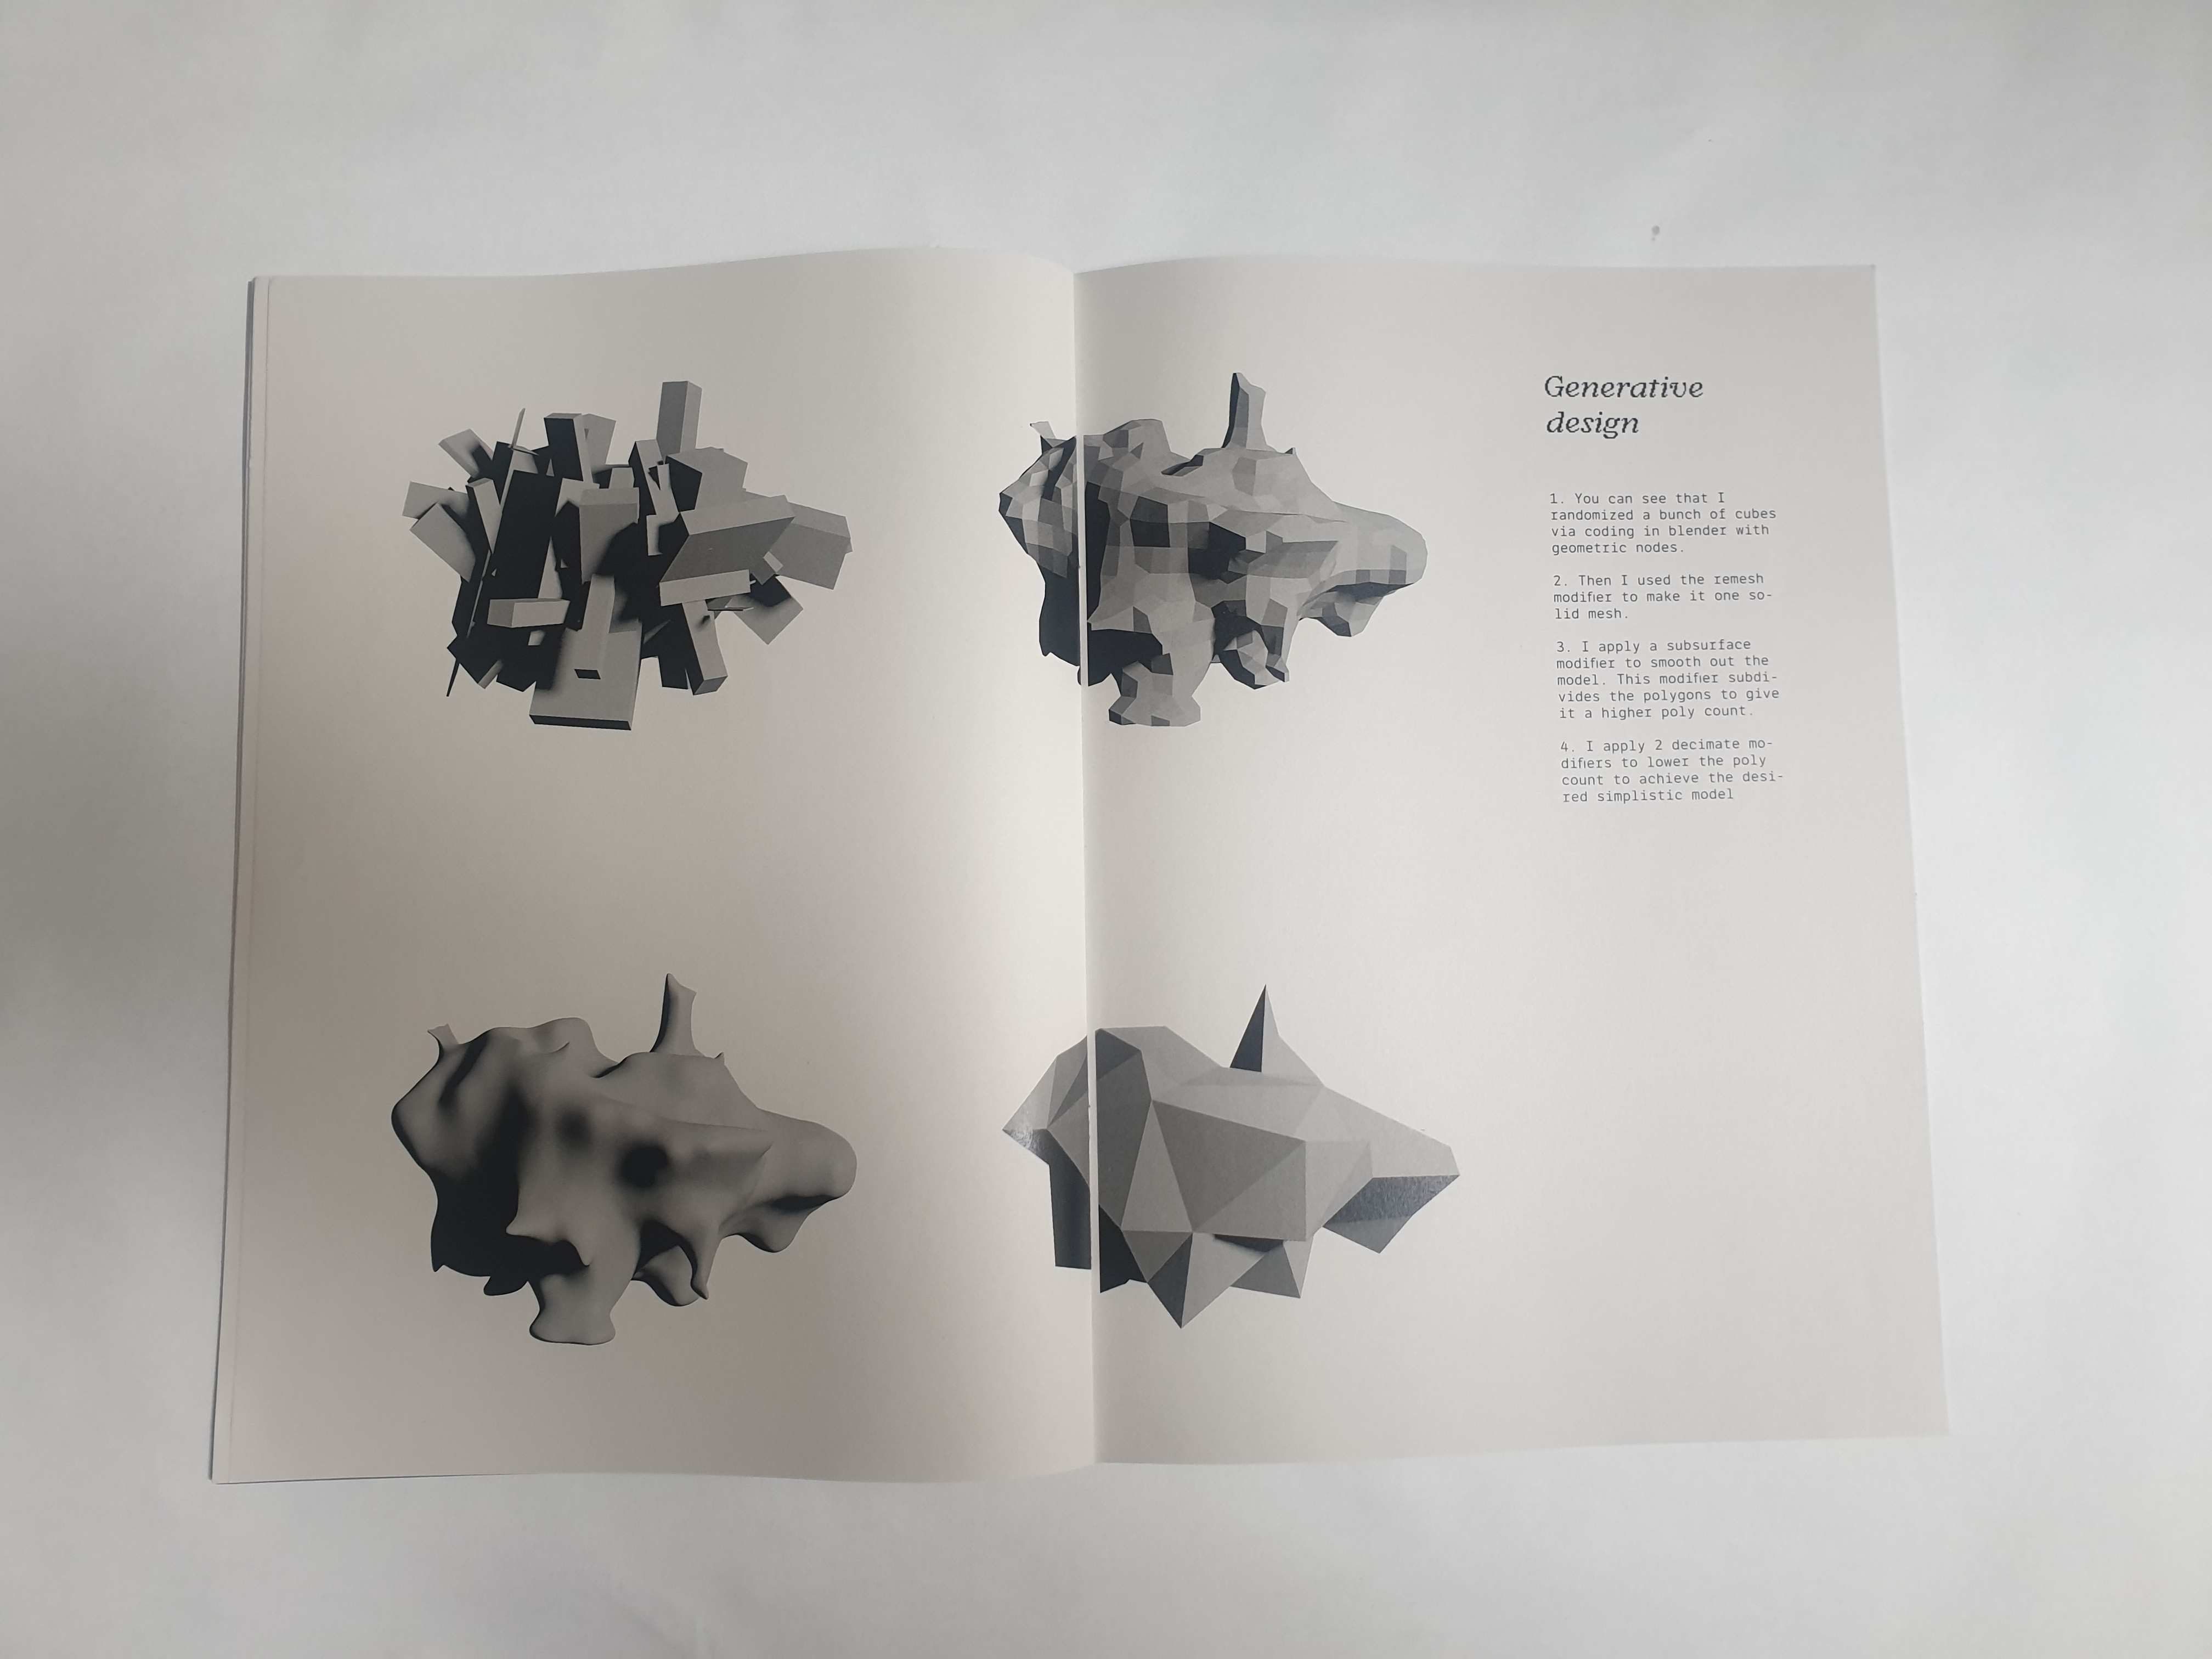 Generative
design
1. You can see that I
randomized a bunch of cubes
via coding in blender with
geometric nodes.
2. Then I used the remesh
modifier to make it one so-
lid mesh.
3. I apply a subsurface
modifier to smooth out the
model. This modifier subdi-
vides the polygons to give
it a higher poly count.
4. I apply 2 decimate mo-
difiers to lower the poly
count to achieve the desi-
red simplistic model